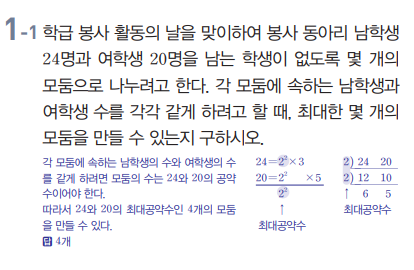 1-1 학급 봉사 활동의 날을 맞이하여 봉사 동아리 남학생
24명과 여학생 20명을 남는 학생이 없도록 몇 개의
모둠으로 나누려고 한다. 각 모둠에 속하는 남학생과
여학생 수를 각각 같게 하려고 할 때, 최대한 몇 개의
모둠을 만들 수 있는지 구하시오.
각 모둠에 속하는 남학생의 수와 여학생의 수
를 같게 하려면 모둠의 수는 24와 20의 공약
수이어야 한다.
따라서 24와 20의 최대공약수인 4개의 모둠
을 만들 수 있다.
답 4개
24=2³×3
20=2² ×5
2²
↑
최대공약수
2) 24 20
2) 12 10
↑ 6 5
최대공약수